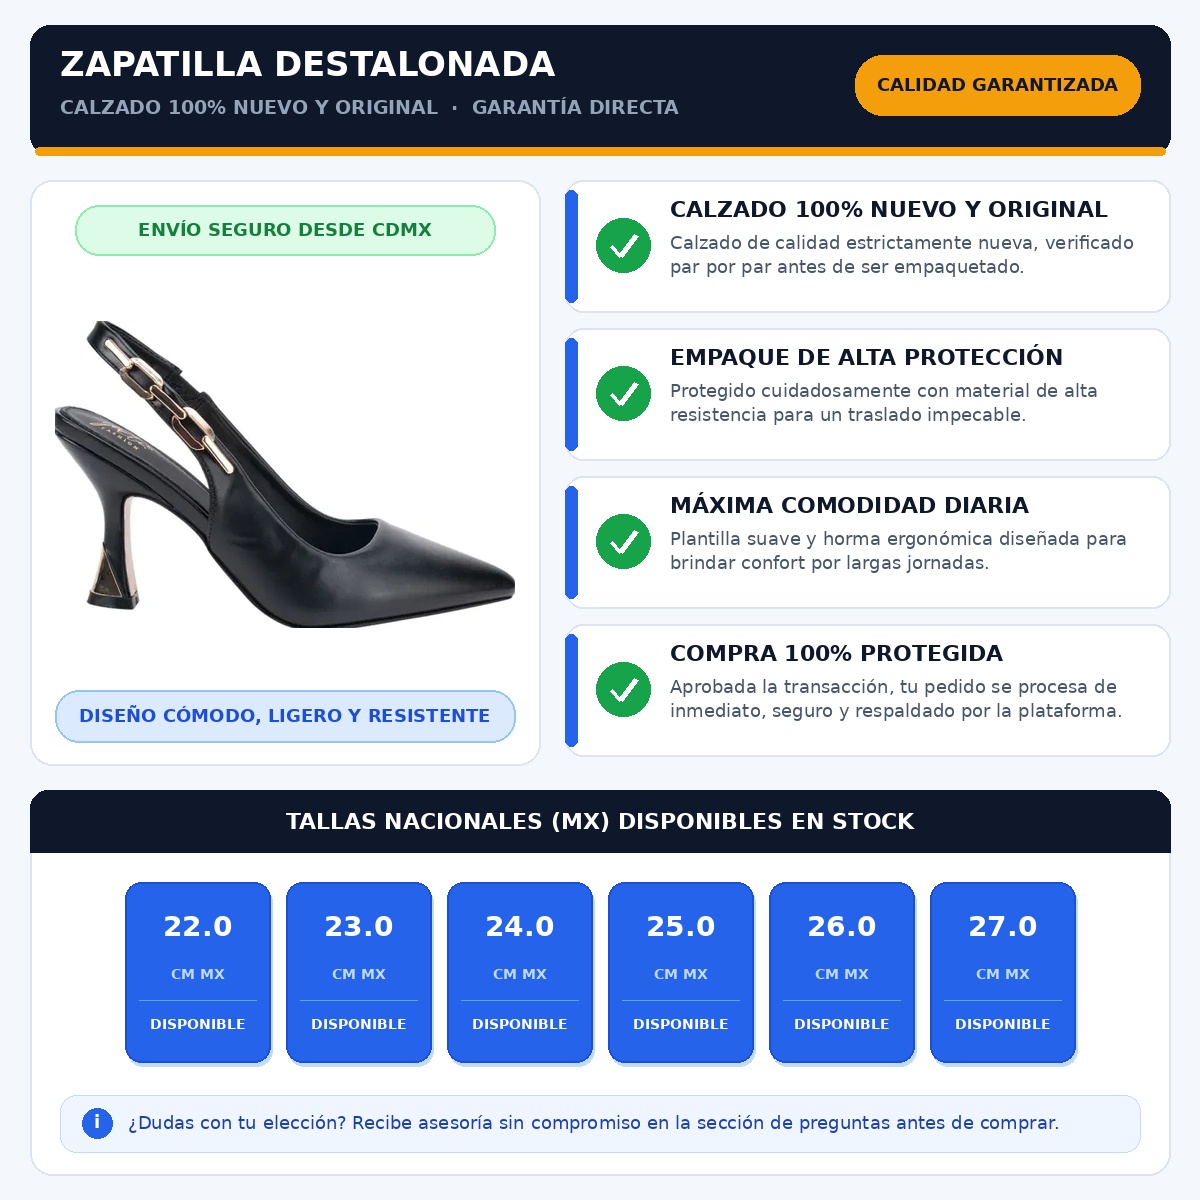 ZAPATILLA DESTALONADA
CALZADO 100% NUEVO Y ORIGINAL · GARANTÍA DIRECTA
CALIDAD GARANTIZADA
ENVÍO SEGURO DESDE CDMX
FASHION
DISEÑO CÓMODO, LIGERO Y RESISTENTE
CALZADO 100% NUEVO Y ORIGINAL
Calzado de calidad estrictamente nueva, verificado
par por par antes de ser empaquetado.
EMPAQUE DE ALTA PROTECCIÓN
Protegido cuidadosamente con material de alta
resistencia para un traslado impecable.
MÁXIMA COMODIDAD DIARIA
Plantilla suave y horma ergonómica diseñada para
brindar confort por largas jornadas.
COMPRA 100% PROTEGIDA
Aprobada la transacción, tu pedido se procesa de
inmediato, seguro y respaldado por la plataforma.
TALLAS NACIONALES (MX) DISPONIBLES EN STOCK
22.0
CM MX
DISPONIBLE
23.0
CM MX
DISPONIBLE
24.0
CM MX
DISPONIBLE
25.0
CM MX
DISPONIBLE
26.0
CM MX
DISPONIBLE
27.0
CM MX
DISPONIBLE
i ¿Dudas con tu elección? Recibe asesoría sin compromiso en la sección de preguntas antes de comprar.